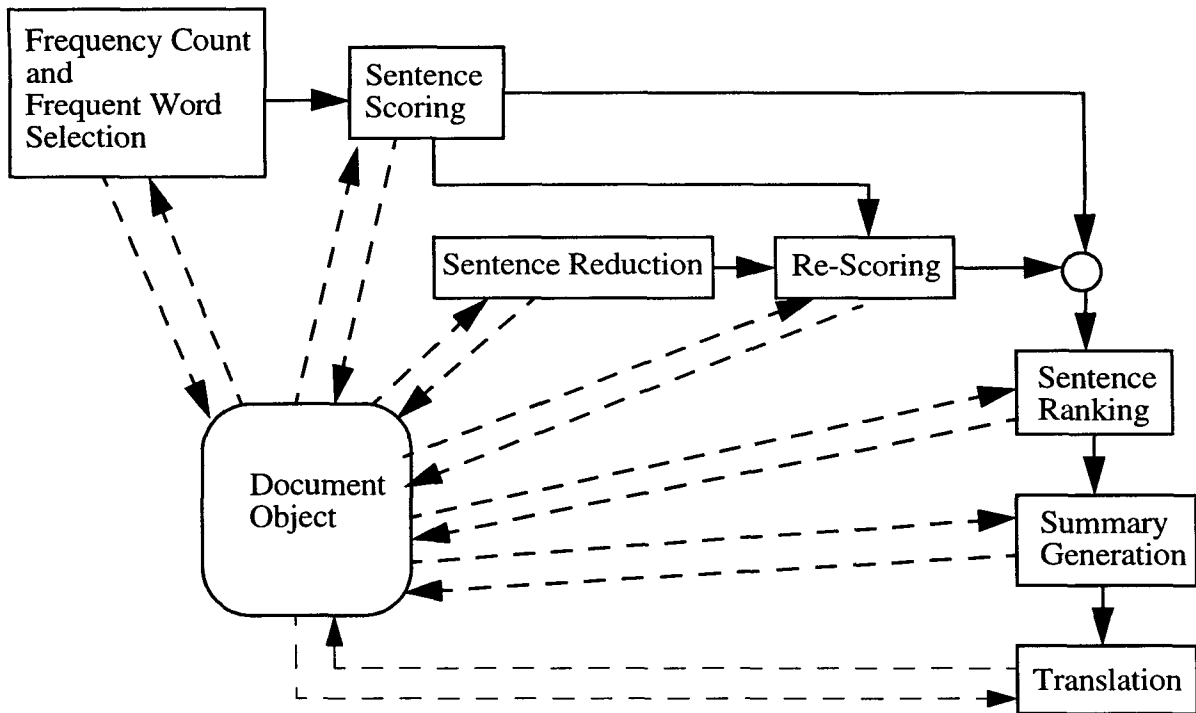 Frequency Count
and
Frequent Word
Selection
Sentence
Scoring
Sentence Reduction
Re-Scoring
Sentence
Ranking
Document
Object
Summary
Generation
Translation